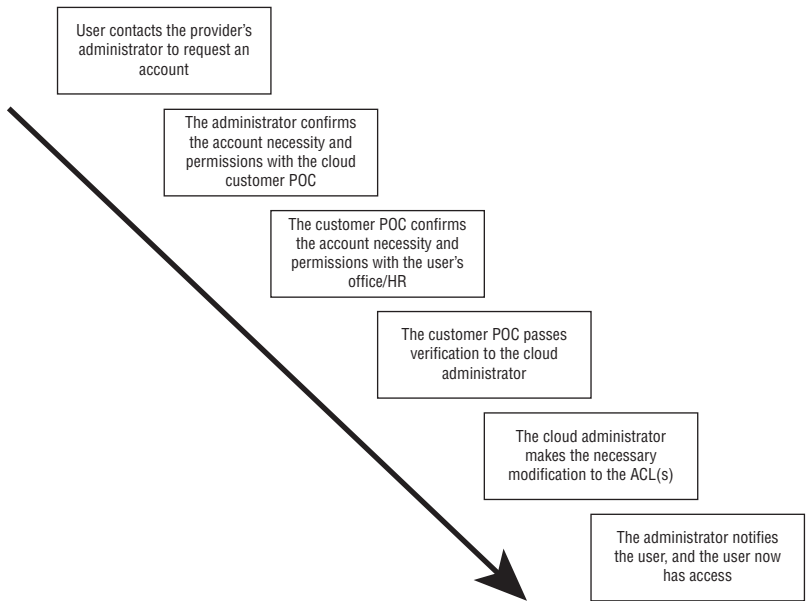 User contacts the provider’s
administrator to request an
account
The administrator confirms
the account necessity and
permissions with the cloud
customer POC
The customer POC confirms
the account necessity and
permissions with the user’s
office/HR
The customer POC passes
verification to the cloud
administrator
The cloud administrator
makes the necessary
modification to the ACL(s)
The administrator notifies
the user, and the user now
has access